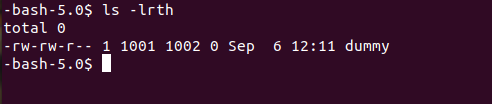 -bash-5.0$ ls -lrth
total 0
-rw-rw-r-- 1 1001 1002 0 Sep  6 12:11 dummy
-bash-5.0$